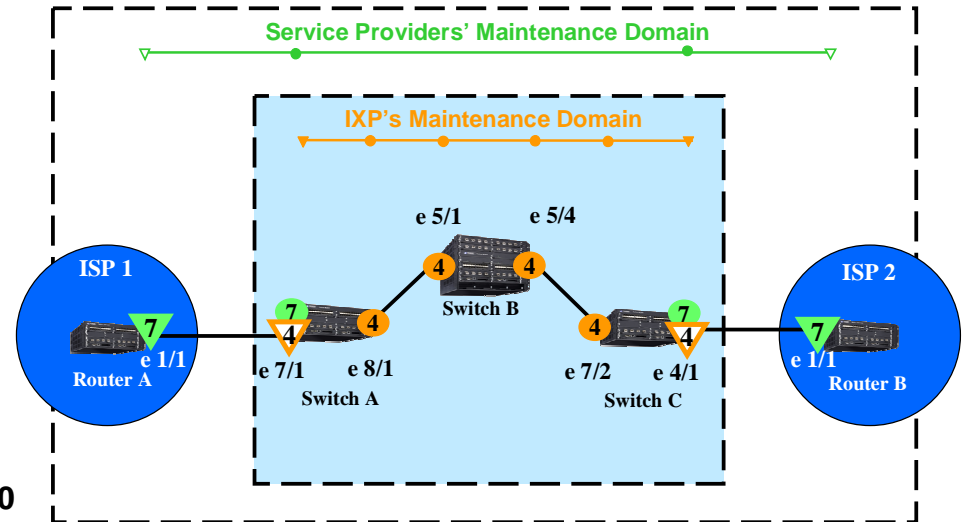 Service Providers' Maintenance Domain
IXP's Maintenance Domain
e 5/1
e 5/4
ISP 1
ISP 2
4
4
Switch B
7
7
4
4
4
4
7
7
e 1/1
e 7/1
e 8/1
e 7/2
e 4/1
e 1/1
Router A
Switch A
Switch C
Router B
0